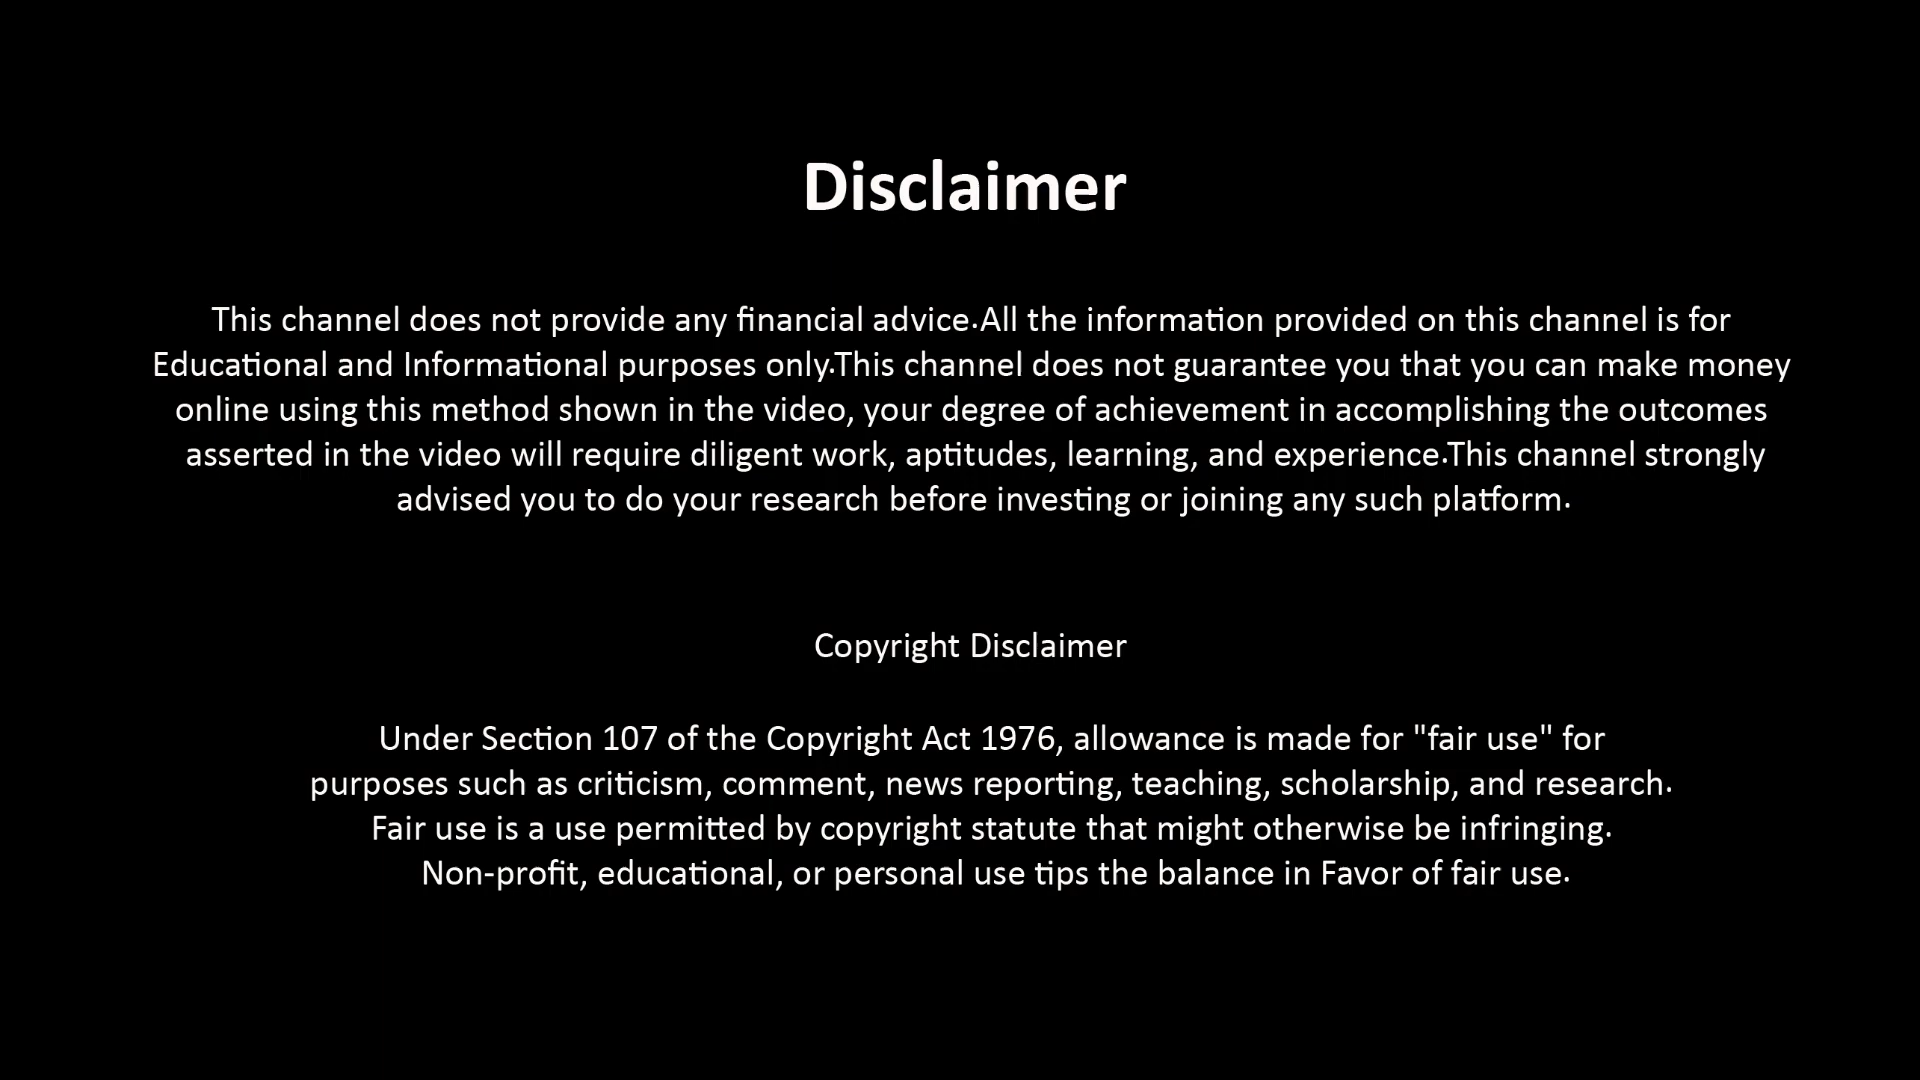 Disclaimer
This channel does not provide any financial advice.All the information provided on this channel is for
Educational and Informational purposes only.This channel does not guarantee you that you can make money
online using this method shown in the video, your degree of achievement in accomplishing the outcomes
asserted in the video will require diligent work, aptitudes, learning, and experience.This channel strongly
advised you to do your research before investing or joining any such platform.
Copyright Disclaimer
Under Section 107 of the Copyright Act 1976, allowance is made for "fair use" for
purposes such as criticism, comment, news reporting, teaching, scholarship, and research.
Fair use is a use permitted by copyright statute that might otherwise be infringing.
Non-profit, educational, or personal use tips the balance in Favor of fair use.